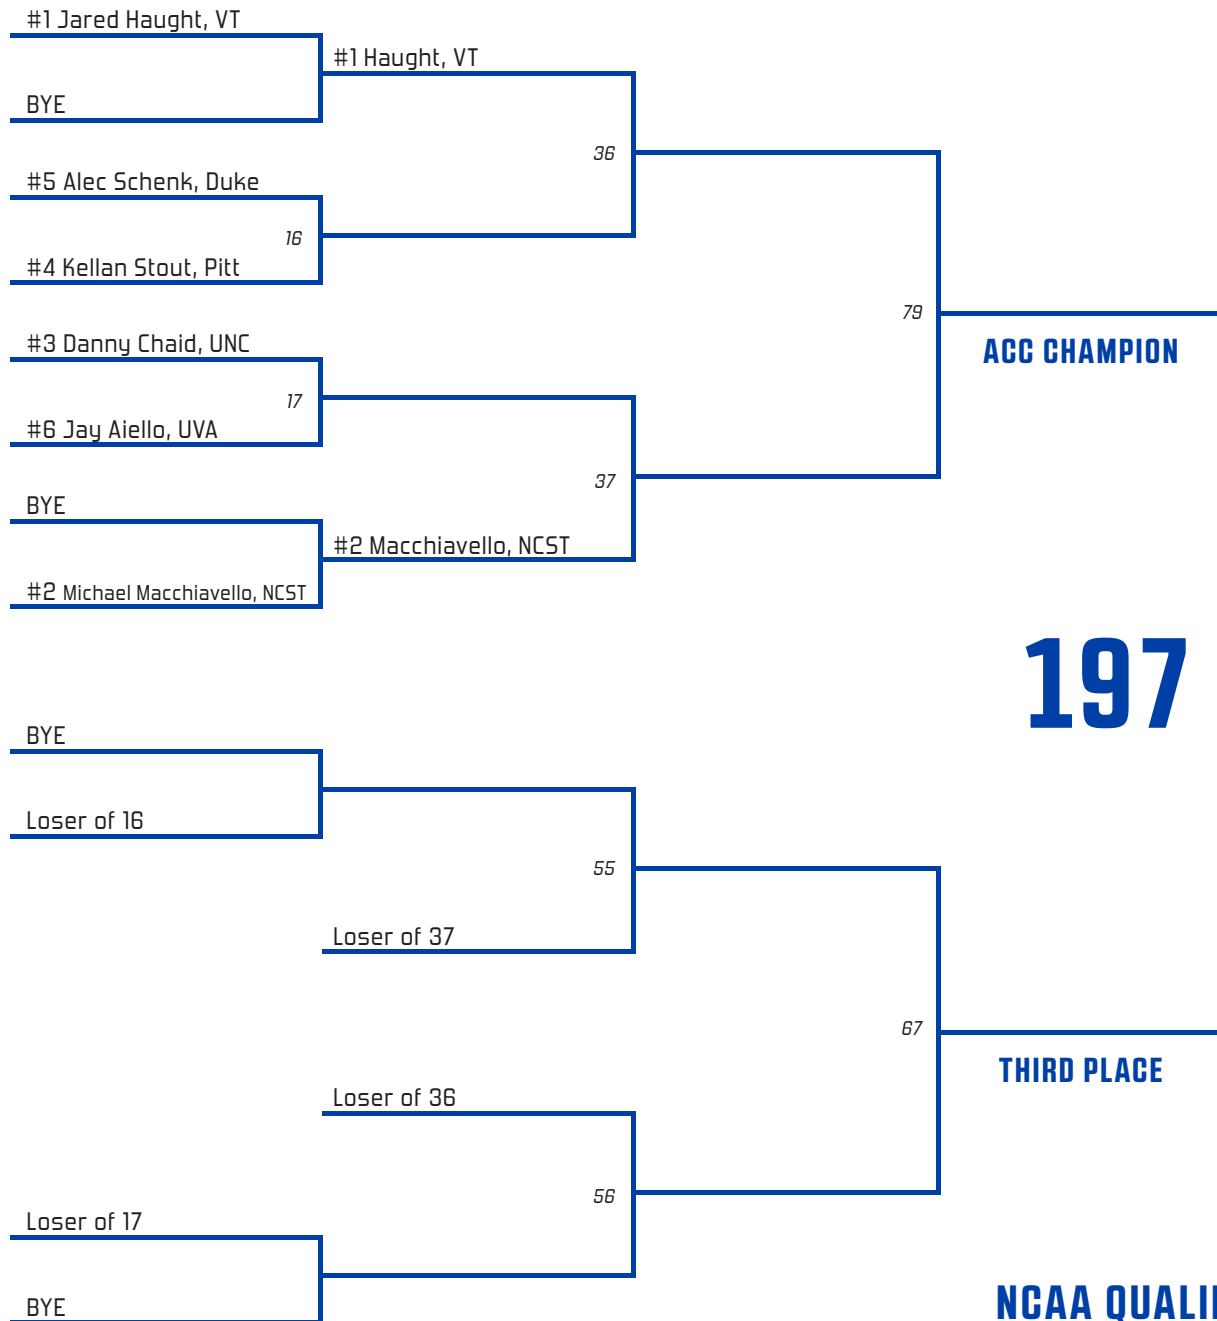 #1 Jared Haught, VT
#1 Haught, VT
BYE
36
#5 Alec Schenk, Duke
16
#4 Kellan Stout, Pitt
79
#3 Danny Chaid, UNC
ACC CHAMPION
17
#6 Jay Aiello, UVA
37
BYE
#2 Macchiavello, NCST
#2 Michael Macchiavello, NCST
197
BYE
Loser of 16
55
Loser of 37
67
THIRD PLACE
Loser of 36
56
Loser of 17
BYE
NCAA